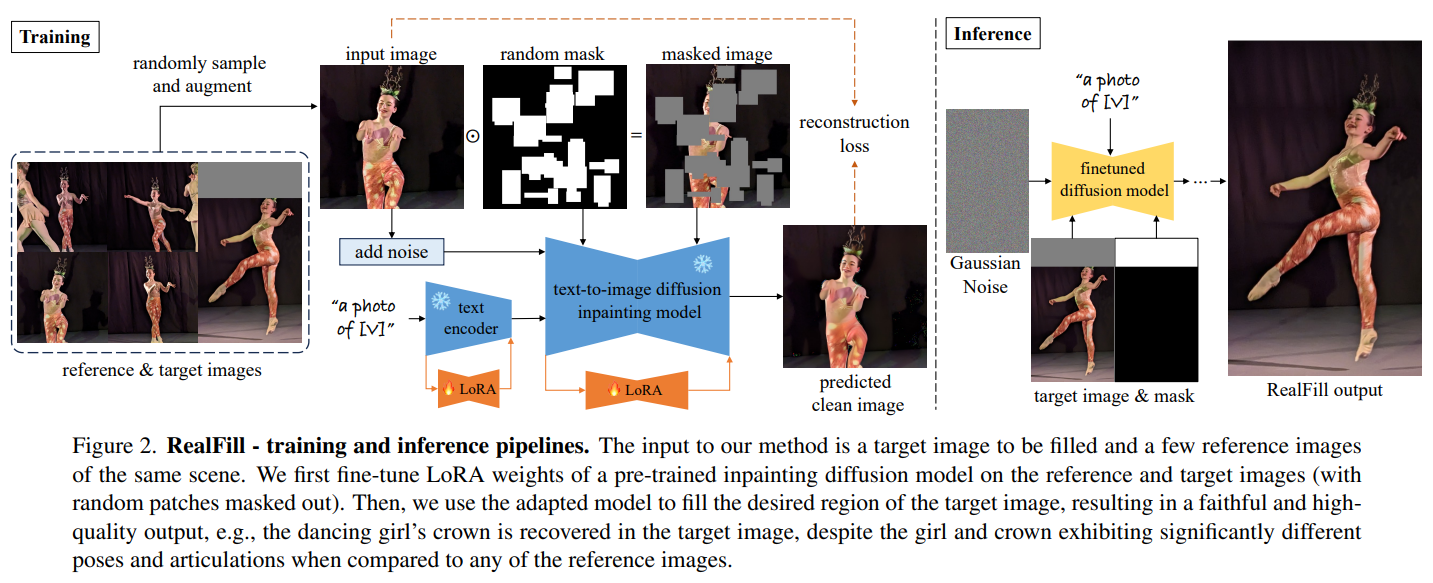 Training
randomly sample
and augment
input image
random mask
masked image
⊙
=
reconstruction
loss
add noise
“a photo
of [V]”
text
encoder
text-to-image diffusion
inpainting model
LoRA
LoRA
predicted
clean image
reference & target images
Inference
“a photo
of [V]”
finetuned
diffusion model
...
Gaussian
Noise
target image & mask
RealFill output
Figure 2. RealFill - training and inference pipelines. The input to our method is a target image to be filled and a few reference images
of the same scene. We first fine-tune LoRA weights of a pre-trained inpainting diffusion model on the reference and target images (with
random patches masked out). Then, we use the adapted model to fill the desired region of the target image, resulting in a faithful and high-
quality output, e.g., the dancing girl’s crown is recovered in the target image, despite the girl and crown exhibiting significantly different
poses and articulations when compared to any of the reference images.